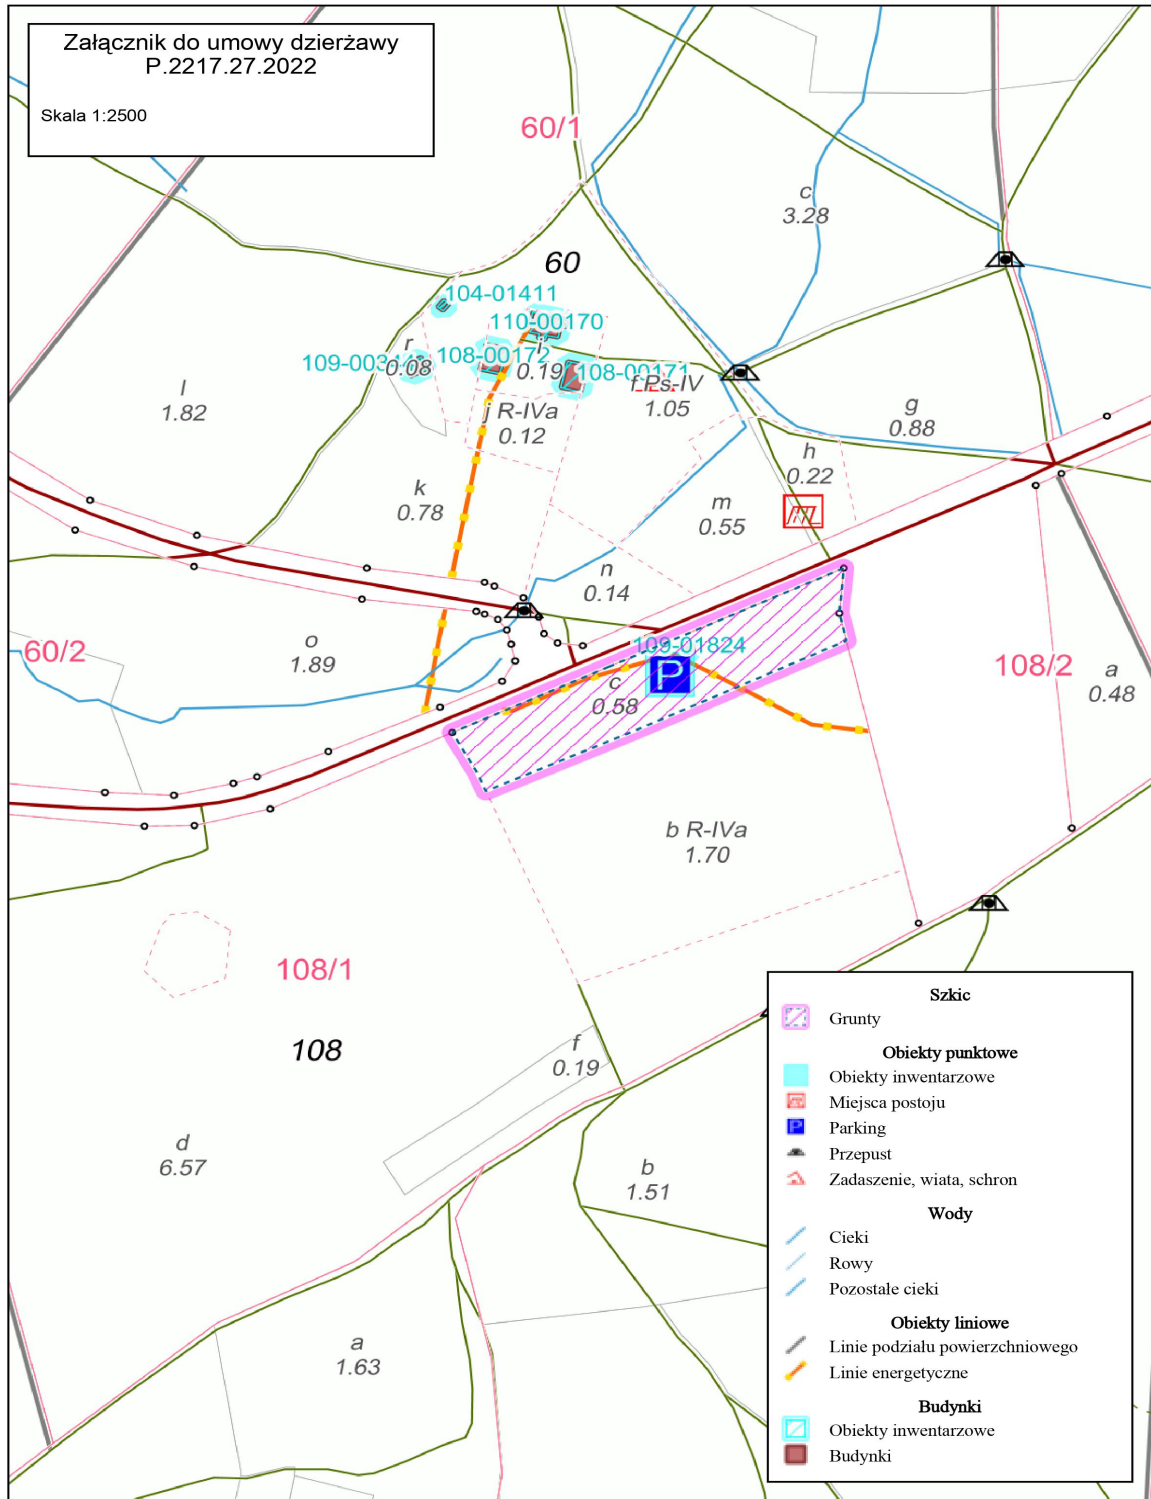 Załącznik do umowy dzierżawy
P.2217.27.2022
Skala 1:2500
60/1
c
3.28
60
104-01411
110-00170
r
109-003
0.08
108-00172
i
0.19
108-00171
f Ps-IV
1.05
l
1.82
j R-IVa
0.12
g
0.88
h
0.22
k
0.78
m
0.55
n
0.14
60/2
o
1.89
109-01824
P
c
0.58
108/2
a
0.48
b R-IVa
1.70
108/1
108
f
0.19
d
6.57
b
1.51
a
1.63
Szkic
Grunty
Obiekty punktowe
Obiekty inwentarzowe
Miejsca postoju
P Parking
Przepust
Zadaszenie, wiata, schron
Wody
Cieki
Rowy
Pozostałe cieki
Obiekty liniowe
Linie podziału powierzchniowego
Linie energetyczne
Budynki
Obiekty inwentarzowe
Budynki